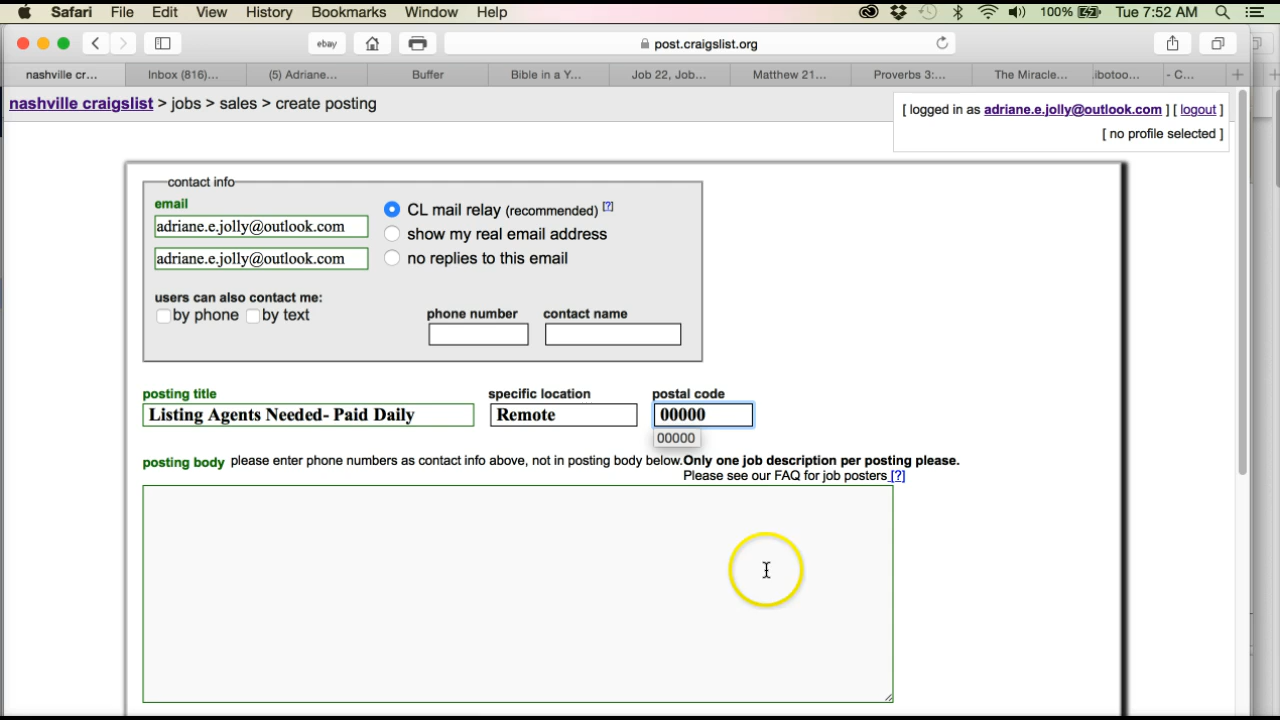 Safari File Edit View History Bookmarks Window Help 100% Tue 7:52 AM
ebay post.craigslist.org
nashville cr... Inbox (816)... (5) Adriane... Buffer Bible in a Y... Job 22, Job... Matthew 21... Proverbs 3:... The Miracle... ibotoo... - C...
nashville craigslist > jobs > sales > create posting
[ logged in as adriane.e.jolly@outlook.com ] [ logout ]
[ no profile selected ]
contact info
email
adriane.e.jolly@outlook.com
adriane.e.jolly@outlook.com
CL mail relay (recommended) [?]
show my real email address
no replies to this email
users can also contact me:
by phone by text
phone number contact name
posting title specific location postal code
Listing Agents Needed- Paid Daily Remote 00000
00000
posting body please enter phone numbers as contact info above, not in posting body below. Only one job description per posting please.
Please see our FAQ for job posters [?]